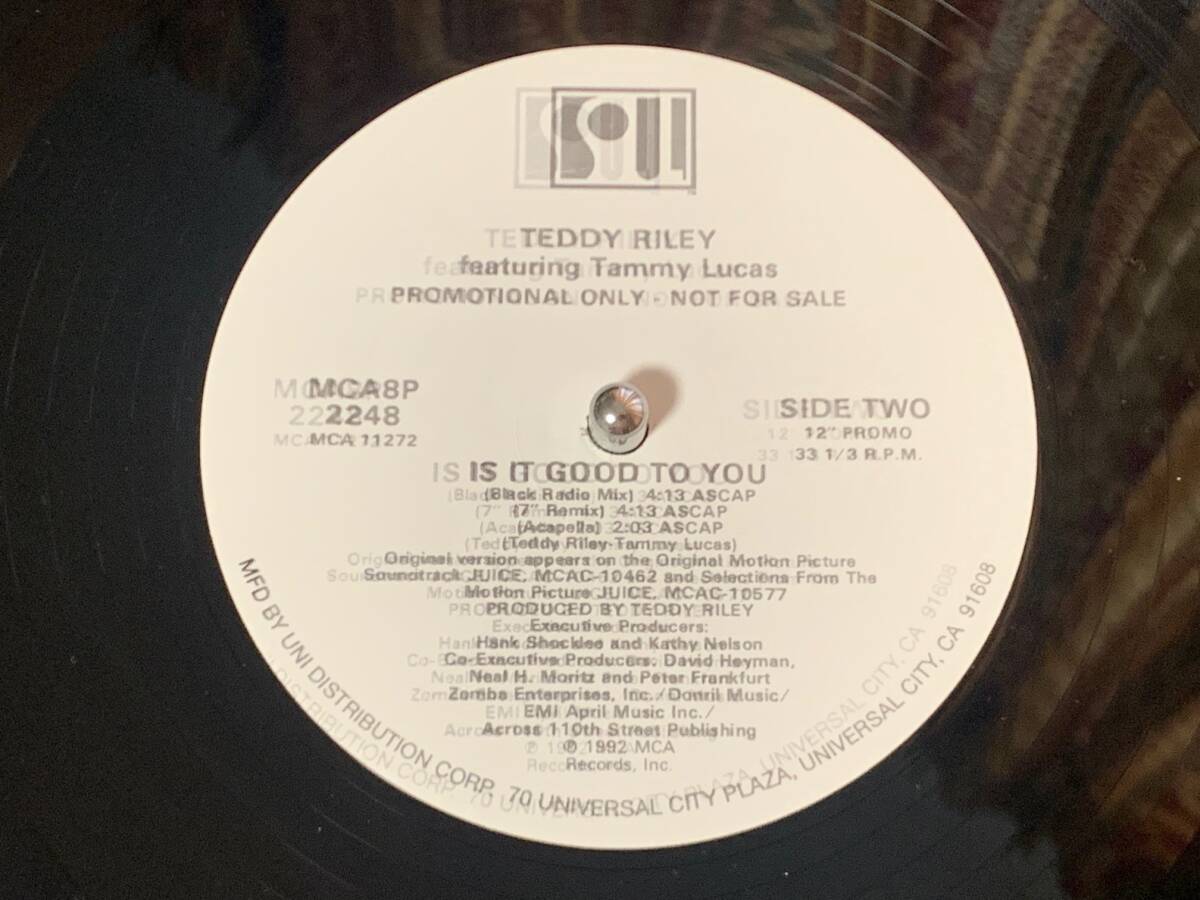 SOUL
TEDDY RILEY
featuring Tammy Lucas
PROMOTIONAL ONLY - NOT FOR SALE
MCA8P
2248
MCA 11272
SIDE TWO
12" PROMO
33 1/3 R.P.M.
IS IT GOOD TO YOU
(Black Radio Mix) 4:13 ASCAP
(7" Remix) 4:13 ASCAP
(Acapella) 2:03 ASCAP
(Teddy Riley-Tammy Lucas)
Original version appears on the Original Motion Picture
Soundtrack JUICE, MCAC-10462 and Selections From The
Motion Picture JUICE, MCAC-10577
PRODUCED BY TEDDY RILEY
Executive Producers:
Hank Shocklee and Kathy Nelson
Co-Executive Producers: David Heyman,
Neal H. Moritz and Peter Frankfurt
Zomba Enterprises, Inc./Donril Music/
EMI April Music Inc./
Across 110th Street Publishing
℗ 1992 MCA
Records, Inc.
MFD BY UNI DISTRIBUTION CORP. 70 UNIVERSAL CITY PLAZA, UNIVERSAL CITY, CA 91608